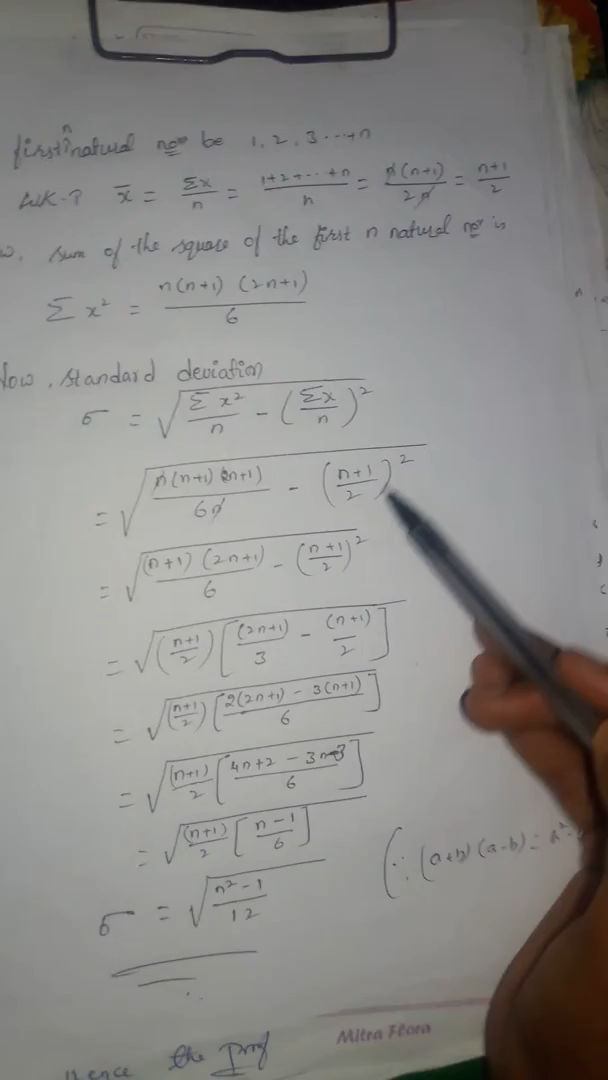 first n natural nos be 1, 2, 3 ... , n
W.K.T x̄ = Σx/n = (1+2+...+n)/n = n(n+1)/2n = (n+1)/2
w. sum of the square of the first n natural nos is
Σx² = n(n+1)(2n+1)/6
Now, standard deviation
σ = √(Σx²/n - (Σx/n)²)
= √(n(n+1)(2n+1)/6n - ((n+1)/2)²)
= √((n+1)(2n+1)/6 - ((n+1)/2)²)
= √(((n+1)/2)[(2n+1)/3 - (n+1)/2])
= √(((n+1)/2)[(2(2n+1) - 3(n+1))/6])
= √((n+1)/2 [(4n+2 - 3n-3)/6])
= √((n+1)/2 [(n-1)/6])
(∵ (a+b)(a-b) = a²-
σ = √((n²-1)/12)
Mitra Flora
Hence the Prof